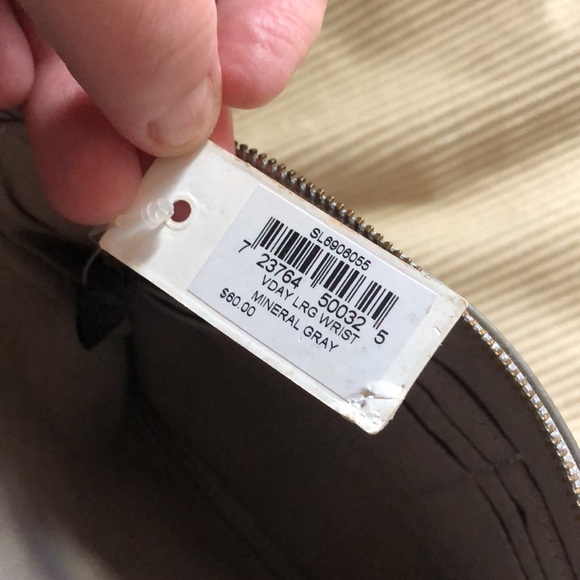 SL6906055
7 23764 50032 5
VDAY LRG WRIST
MINERAL GRAY
$60.00